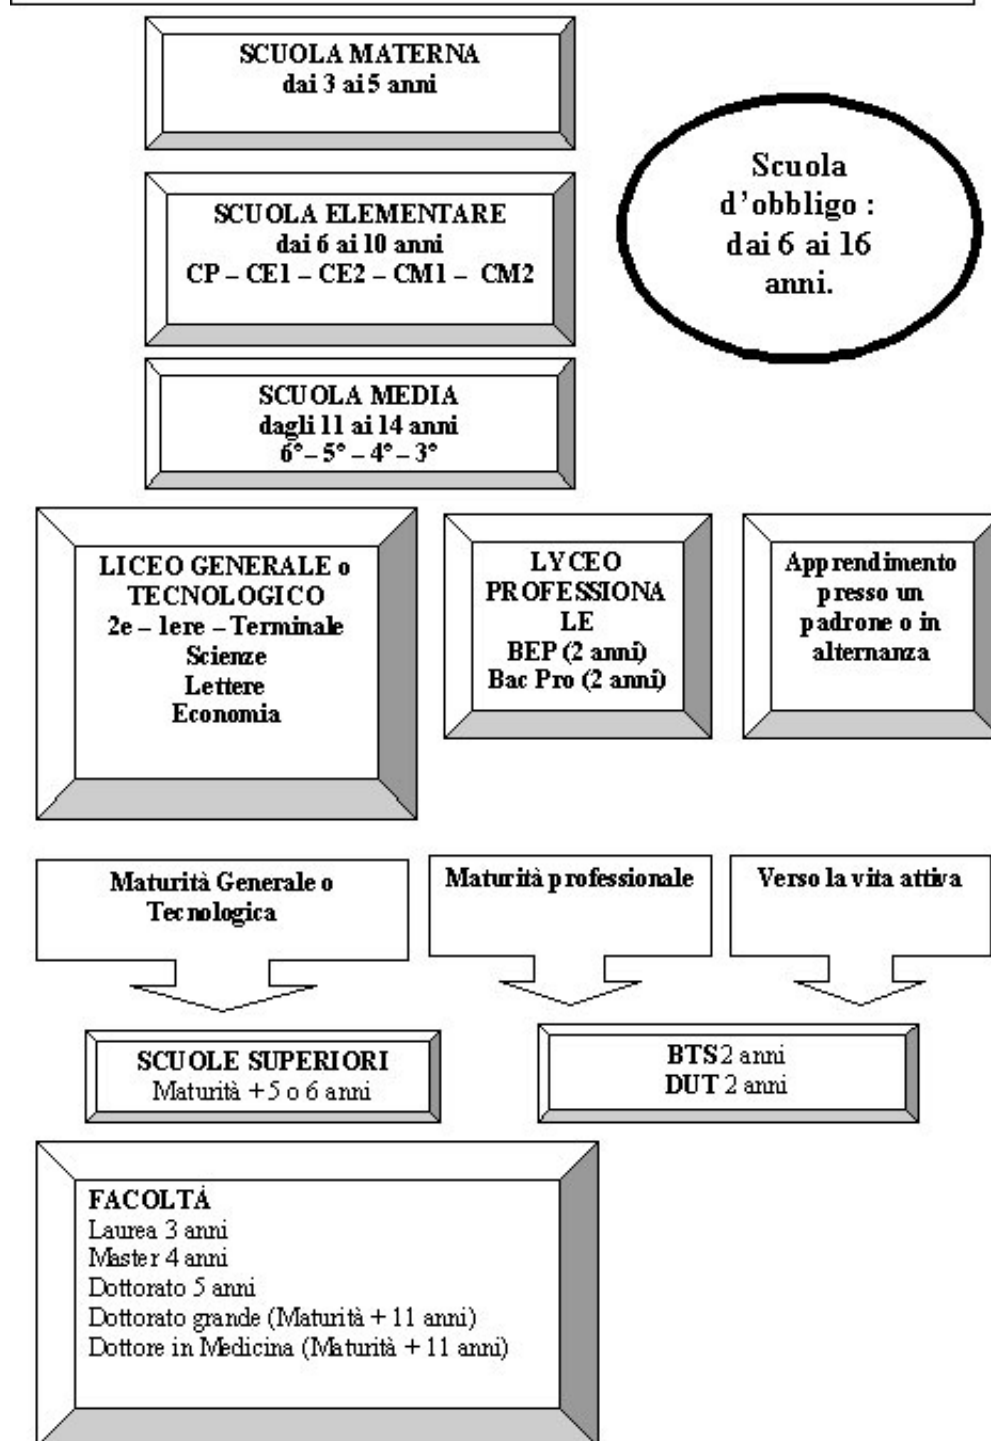 SCUOLA MATERNA
dai 3 ai 5 anni
Scuola
d'obbligo :
dai 6 ai 16
anni.
SCUOLA ELEMENTARE
dai 6 ai 10 anni
CP – CE1 – CE2 – CM1 – CM2
SCUOLA MEDIA
dagli 11 ai 14 anni
6° – 5° – 4° – 3°
LICEO GENERALE o
TECNOLOGICO
2e – 1ere – Terminale
Scienze
Lettere
Economia
LYCEO
PROFESSIONA
LE
BEP (2 anni)
Bac Pro (2 anni)
Apprendimento
presso un
padrone o in
alternanza
Maturità Generale o
Tecnologica
Maturità professionale
Verso la vita attiva
SCUOLE SUPERIORI
Maturità + 5 o 6 anni
BTS 2 anni
DUT 2 anni
FACOLTÀ
Laurea 3 anni
Master 4 anni
Dottorato 5 anni
Dottorato grande (Maturità + 11 anni)
Dottore in Medicina (Maturità + 11 anni)